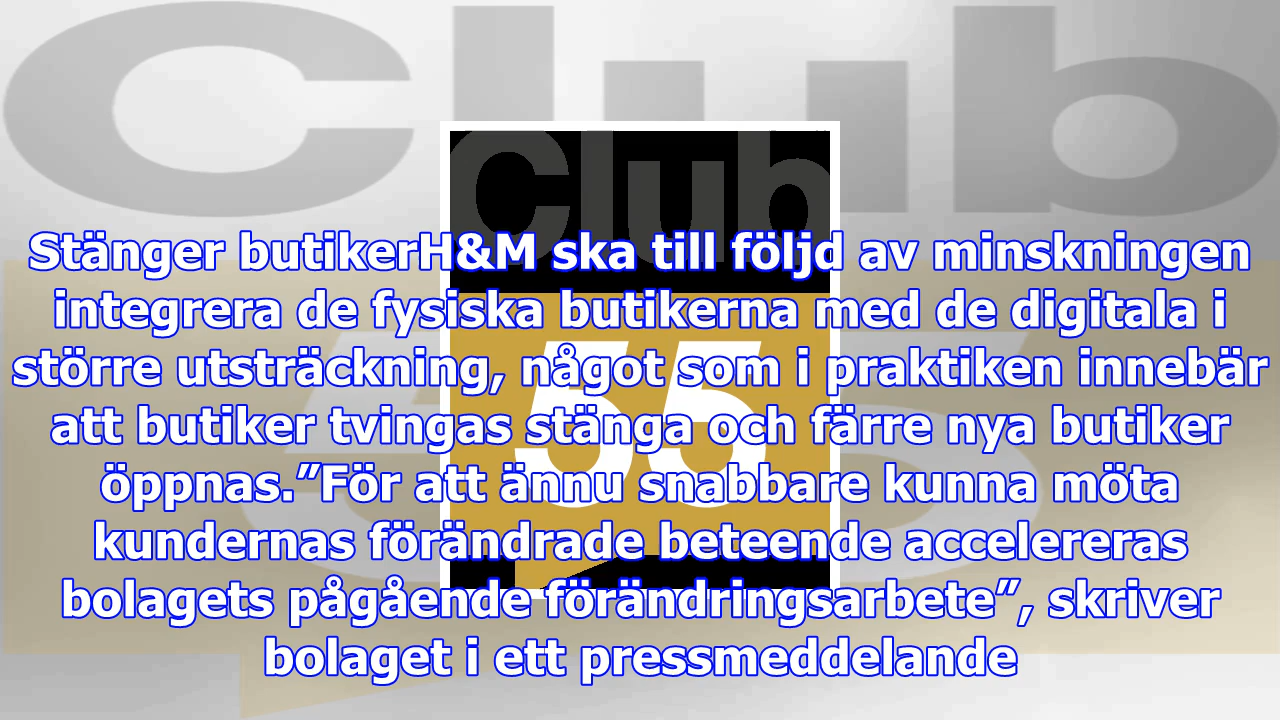 Club
Club
55
Stänger butikerH&M ska till följd av minskningen
integrera de fysiska butikerna med de digitala i
större utsträckning, något som i praktiken innebär
att butiker tvingas stänga och färre nya butiker
öppnas.”För att ännu snabbare kunna möta
kundernas förändrade beteende accelereras
bolagets pågående förändringsarbete”, skriver
bolaget i ett pressmeddelande